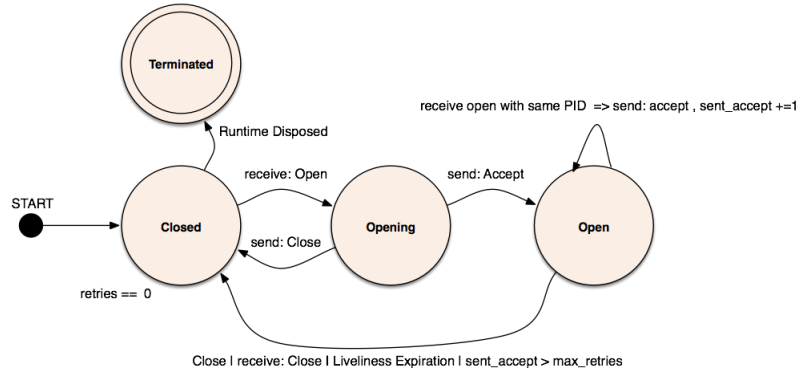 Terminated
receive open with same PID => send: accept , sent_accept +=1
Runtime Disposed
receive: Open
send: Accept
START
Closed
Opening
Open
send: Close
retries == 0
Close | receive: Close | Liveliness Expiration | sent_accept > max_retries